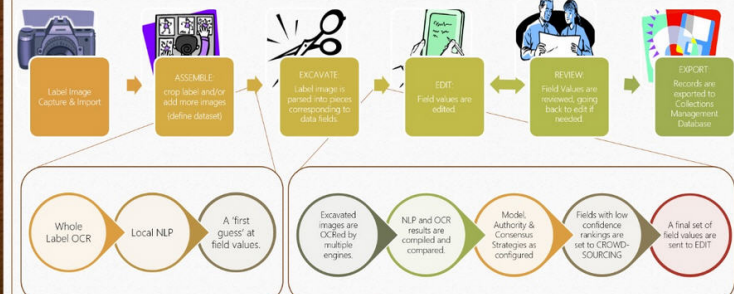 Label Image
Capture & Import
ASSEMBLE:
crop label and/or
add more images
(define dataset)
EXCAVATE
Label image is
parsed into pieces
corresponding to
data fields.
EDIT:
Field values are
edited.
REVIEW:
Field Values are
reviewed, going
back to edit if
needed.
EXPORT:
Records are
exported to
Collections
Management
Database
Whole
Label OCR
Local NLP
A 'first
guess' at
field values.
Excavated
images are
OCRed by
multiple
engines.
NLP and OCR
results are
compiled and
compared.
Model,
Authority &
Consensus
Strategies as
configured
Fields with low
confidence
rankings are
set to CROWD-
SOURCING
A final set of
field values are
sent to EDIT